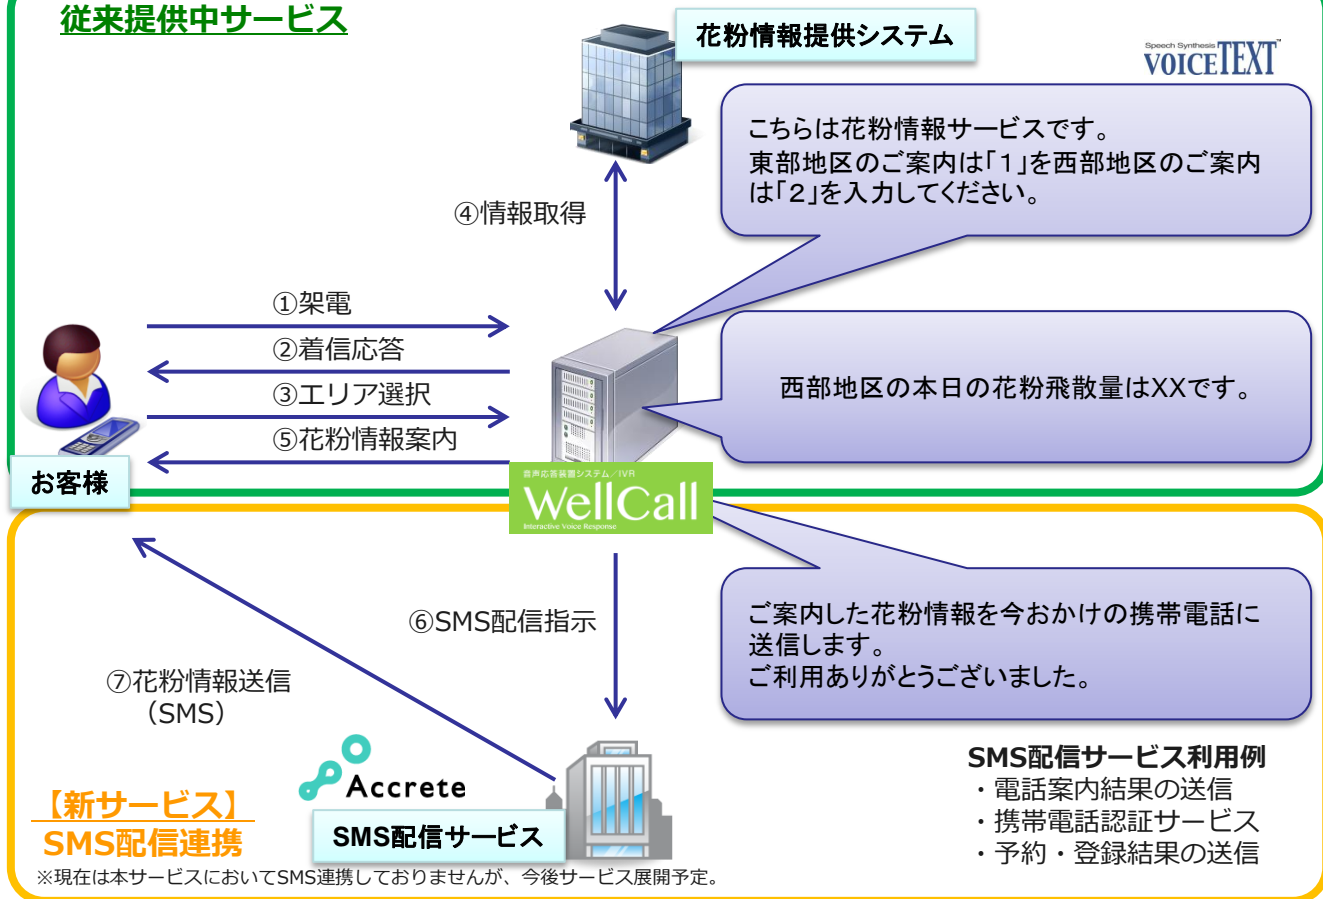 従来提供中サービス
花粉情報提供システム
Speech Synthesis
VOICETEXT™
こちらは花粉情報サービスです。
東部地区のご案内は「１」を西部地区のご案内
は「２」を入力してください。
④情報取得
①架電
②着信応答
③エリア選択
⑤花粉情報案内
西部地区の本日の花粉飛散量はXXです。
お客様
音声応答装置システム／IVR
WellCall
Interactive Voice Response
⑥SMS配信指示
ご案内した花粉情報を今おかけの携帯電話に
送信します。
ご利用ありがとうございました。
⑦花粉情報送信
（SMS）
Accrete
SMS配信サービス
【新サービス】
SMS配信連携
SMS配信サービス利用例
・電話案内結果の送信
・携帯電話認証サービス
・予約・登録結果の送信
※現在は本サービスにおいてSMS連携しておりませんが、今後サービス展開予定。